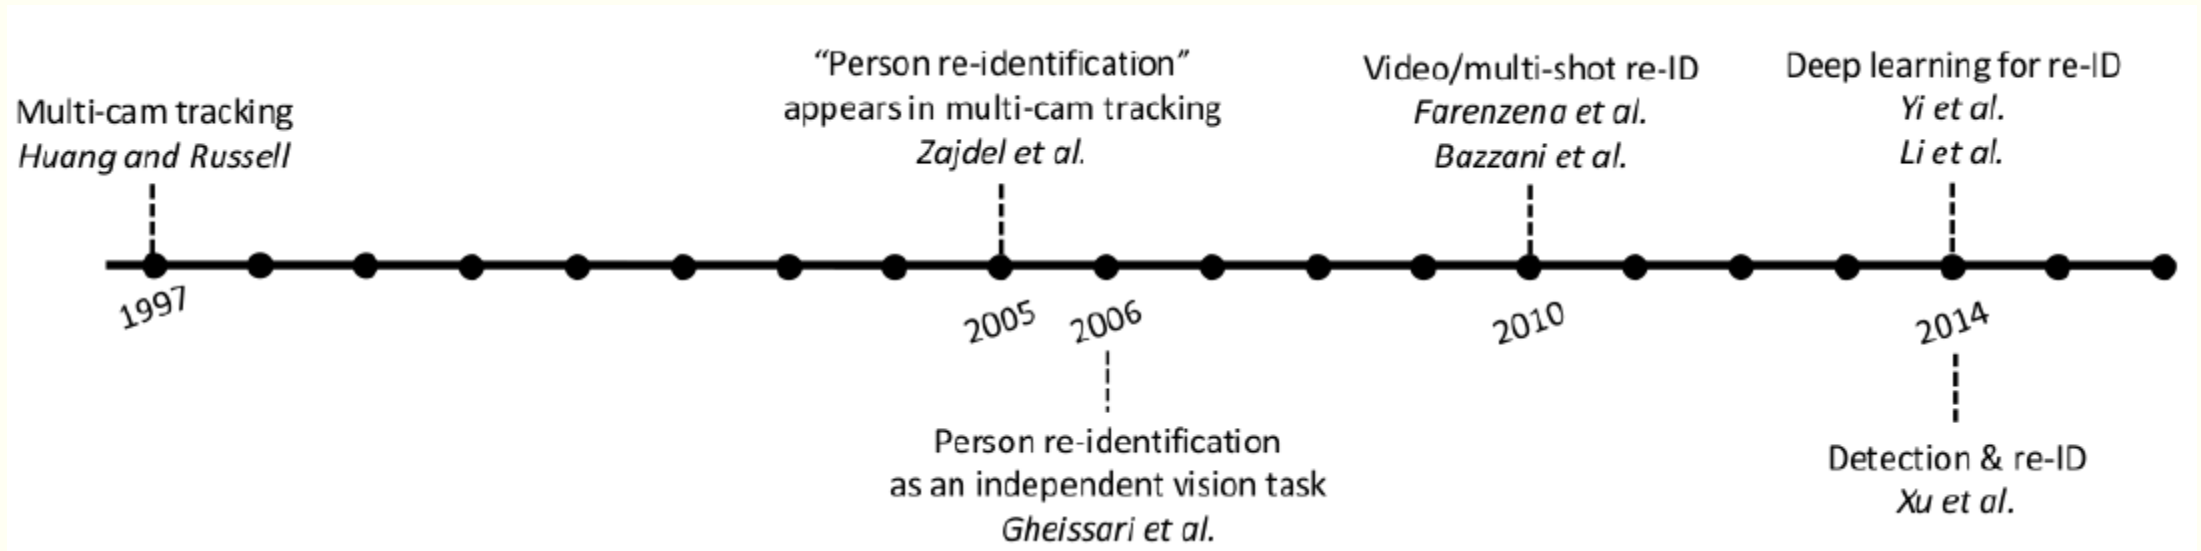 Multi-cam tracking
Huang and Russell
“Person re-identification”
appears in multi-cam tracking
Zajdel et al.
Video/multi-shot re-ID
Farenzena et al.
Bazzani et al.
Deep learning for re-ID
Yi et al.
Li et al.
1997
2005
2006
2010
2014
Person re-identification
as an independent vision task
Gheissari et al.
Detection & re-ID
Xu et al.